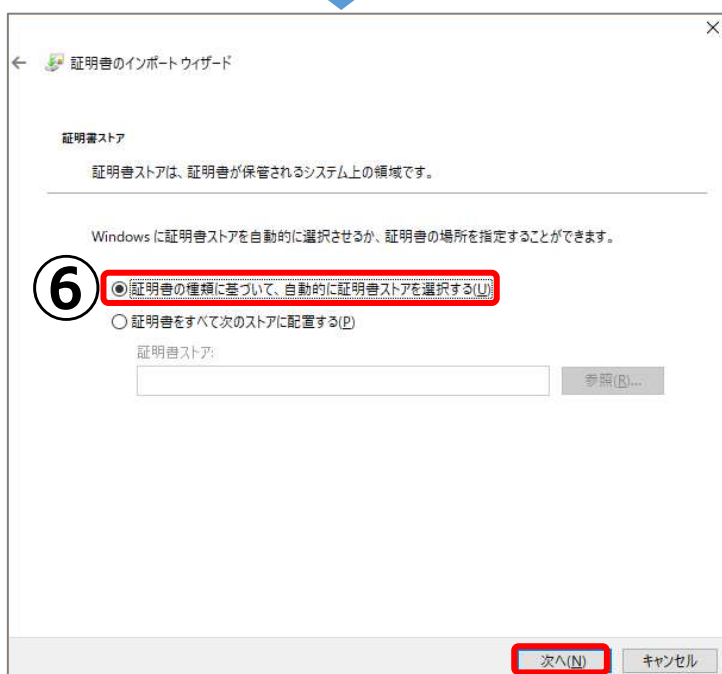 ← 証明書のインポート ウィザード
証明書ストア
証明書ストアは、証明書が保管されるシステム上の領域です。
Windows に証明書ストアを自動的に選択させるか、証明書の場所を指定することができます。
⑥ 証明書の種類に基づいて、自動的に証明書ストアを選択する(U)
証明書をすべて次のストアに配置する(P)
証明書ストア:
参照(R)...
次へ(N) キャンセル